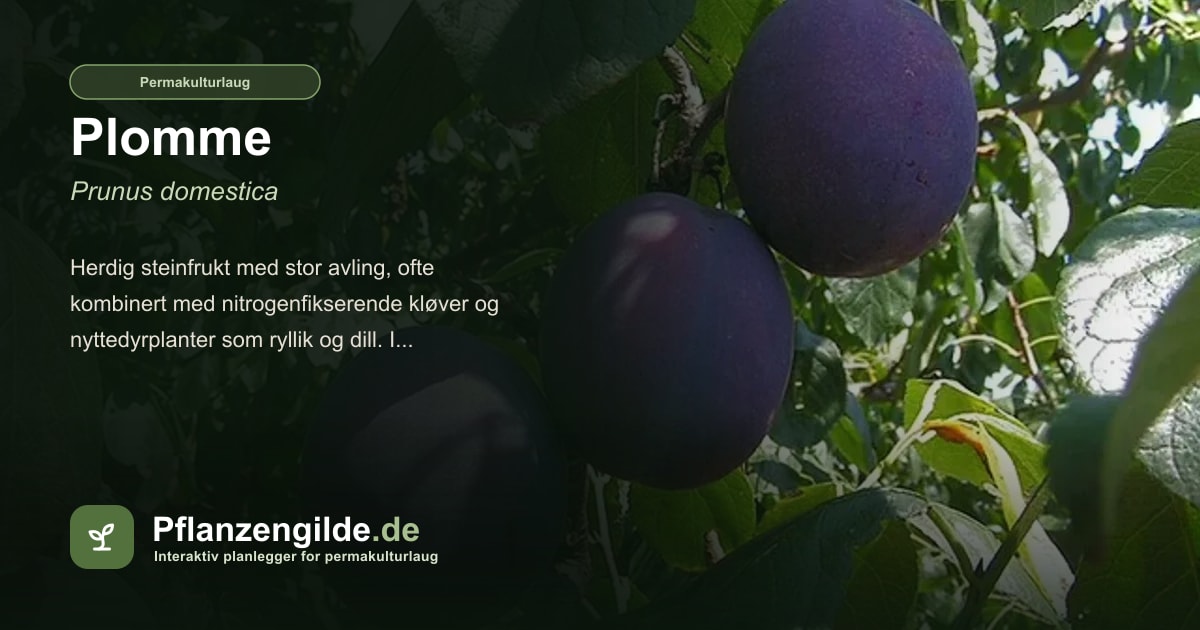 Permakulturlaug
Plomme
Prunus domestica
Herdig steinfrukt med stor avling, ofte
kombinert med nitrogenfikserende kløver og
nyttedyrplanter som ryllik og dill. I...
Pflanzengilde.de
Interaktiv planlegger for permakulturlaug